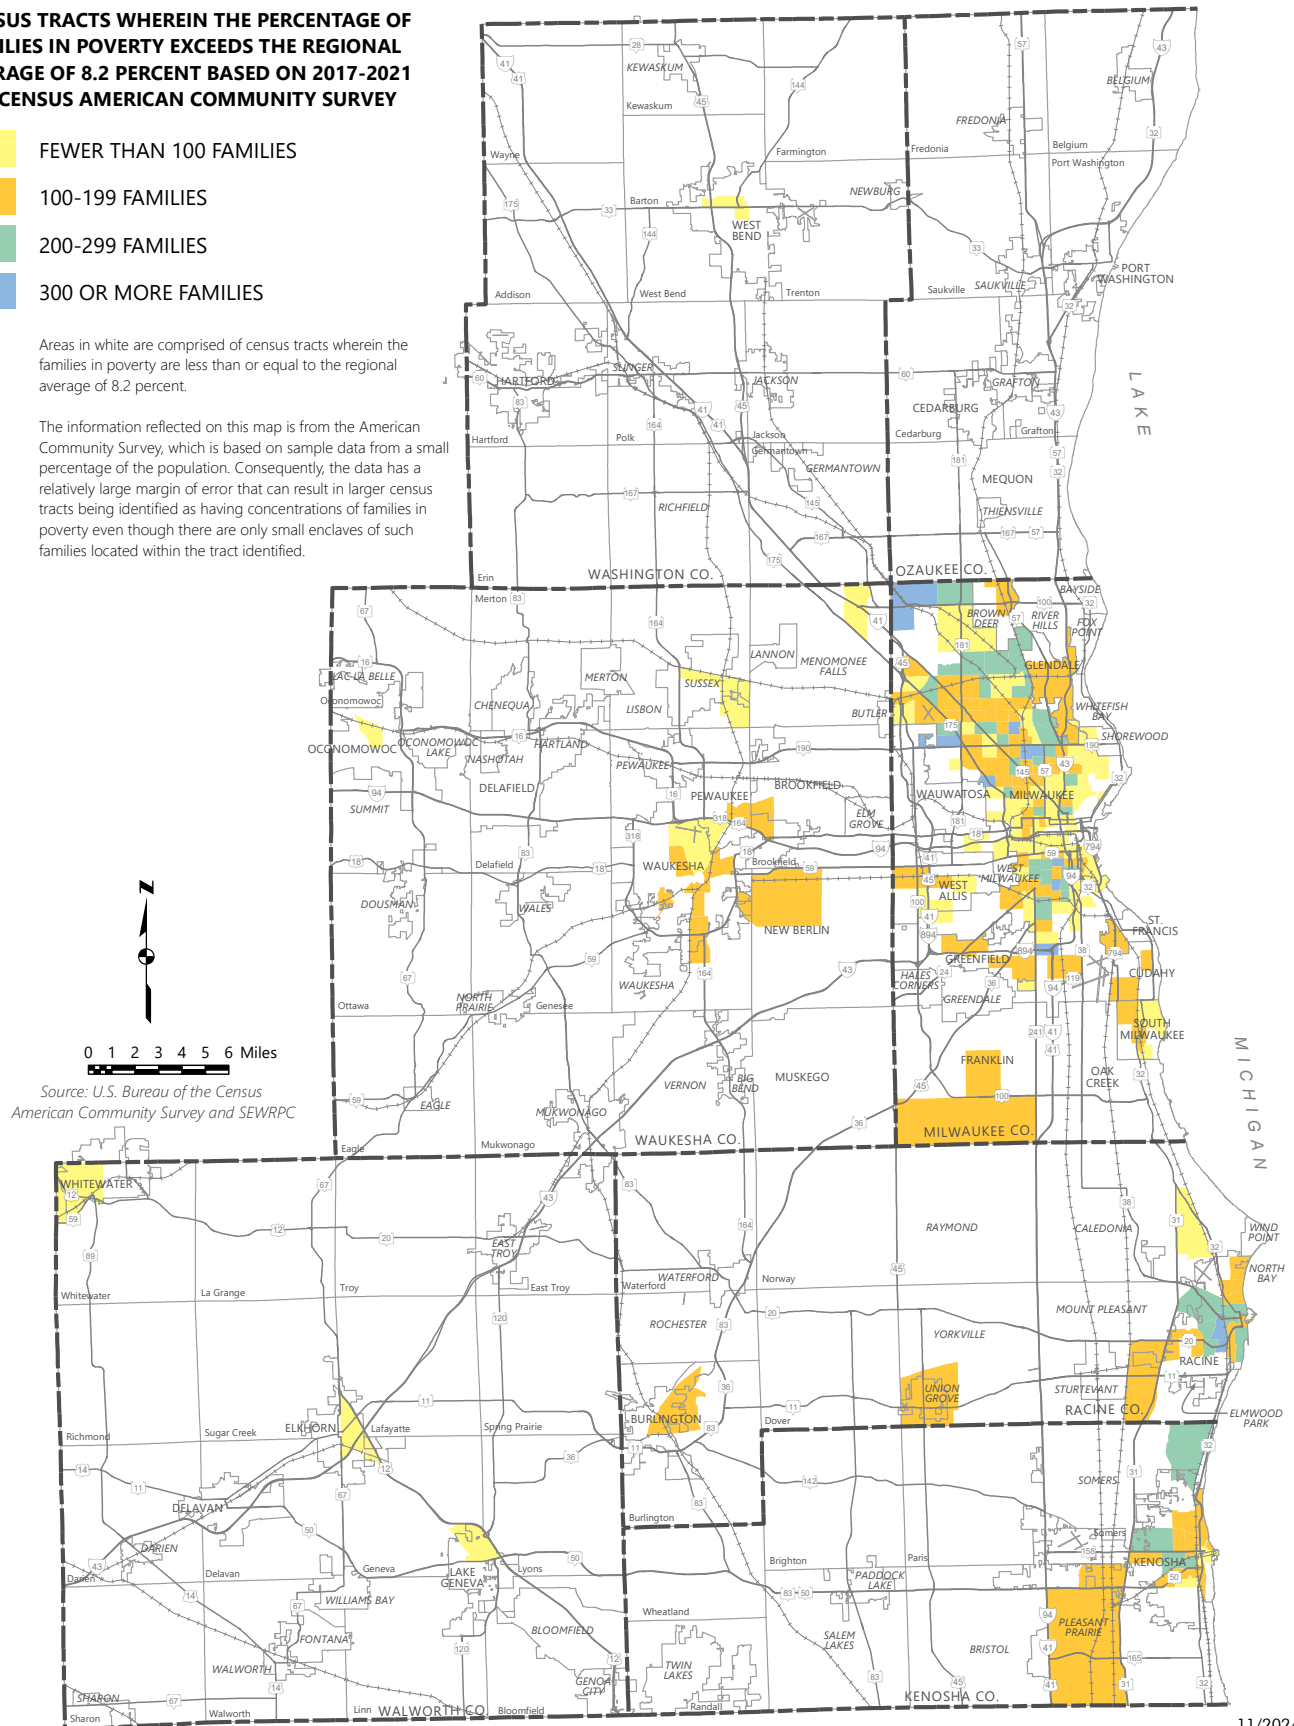 SUS TRACTS WHEREIN THE PERCENTAGE OF
ILIES IN POVERTY EXCEEDS THE REGIONAL
RAGE OF 8.2 PERCENT BASED ON 2017-2021
CENSUS AMERICAN COMMUNITY SURVEY
FEWER THAN 100 FAMILIES
100-199 FAMILIES
200-299 FAMILIES
300 OR MORE FAMILIES
Areas in white are comprised of census tracts wherein the
families in poverty are less than or equal to the regional
average of 8.2 percent.
The information reflected on this map is from the American
Community Survey, which is based on sample data from a small
percentage of the population. Consequently, the data has a
relatively large margin of error that can result in larger census
tracts being identified as having concentrations of families in
poverty even though there are only small enclaves of such
families located within the tract identified.
KEWASKUM
Kewaskum
Wayne
Farmington
Barton
NEWBURG
WEST
BEND
Addison
West Bend
Trenton
HARTFORD
SLINGER
JACKSON
Hartford
Polk
Jackson
Germantown
GERMANTOWN
RICHFIELD
Erin
WASHINGTON CO.
BELGIUM
FREDONIA
Fredonia
Belgium
Port Washington
PORT
WASHINGTON
Saukville
SAUKVILLE
GRAFTON
CEDARBURG
Cedarburg
Grafton
MEQUON
THIENSVILLE
OZAUKEE CO.
LAKE
MICHIGAN
Merton
LAC LA BELLE
Oconomowoc
OCONOMOWOC
OCONOMOWOC
LAKE
CHENEQUA
MERTON
NASHOTAH
HARTLAND
LISBON
SUSSEX
LANNON
MENOMONEE
FALLS
BUTLER
PEWAUKEE
PEWAUKEE
BROOKFIELD
DELAFIELD
SUMMIT
ELM
GROVE
WAUKESHA
Brookfield
Delafield
DOUSMAN
WALES
NEW BERLIN
WAUKESHA
Ottawa
NORTH
PRAIRIE
Genesee
VERNON
BIG
BEND
MUSKEGO
EAGLE
Eagle
MUKWONAGO
Mukwonago
WAUKESHA CO.
BAYSIDE
BROWN
DEER
RIVER
HILLS
FOX
POINT
GLENDALE
WHITEFISH
BAY
SHOREWOOD
WAUWATOSA
MILWAUKEE
WEST
MILWAUKEE
WEST
ALLIS
ST.
FRANCIS
GREENFIELD
CUDAHY
HALES
CORNERS
GREENDALE
SOUTH
MILWAUKEE
FRANKLIN
OAK
CREEK
MILWAUKEE CO.
0 1 2 3 4 5 6 Miles
Source: U.S. Bureau of the Census
American Community Survey and SEWRPC
N
WHITEWATER
Whitewater
La Grange
Troy
EAST
TROY
East Troy
Richmond
Sugar Creek
ELKHORN
Lafayette
Spring Prairie
DELAVAN
DARIEN
Darien
Delavan
Geneva
LAKE
GENEVA
Lyons
WILLIAMS BAY
FONTANA
WALWORTH
BLOOMFIELD
GENOA
CITY
SHARON
Sharon
Walworth
Linn
WALWORTH CO.
Bloomfield
WATERFORD
Waterford
Norway
ROCHESTER
RAYMOND
CALEDONIA
WIND
POINT
NORTH
BAY
MOUNT PLEASANT
YORKVILLE
RACINE
STURTEVANT
UNION
GROVE
BURLINGTON
Dover
RACINE CO.
ELMWOOD
PARK
Burlington
SOMERS
Somers
Brighton
Paris
KENOSHA
PADDOCK
LAKE
Wheatland
SALEM
LAKES
BRISTOL
PLEASANT
PRAIRIE
TWIN
LAKES
Randall
KENOSHA CO.